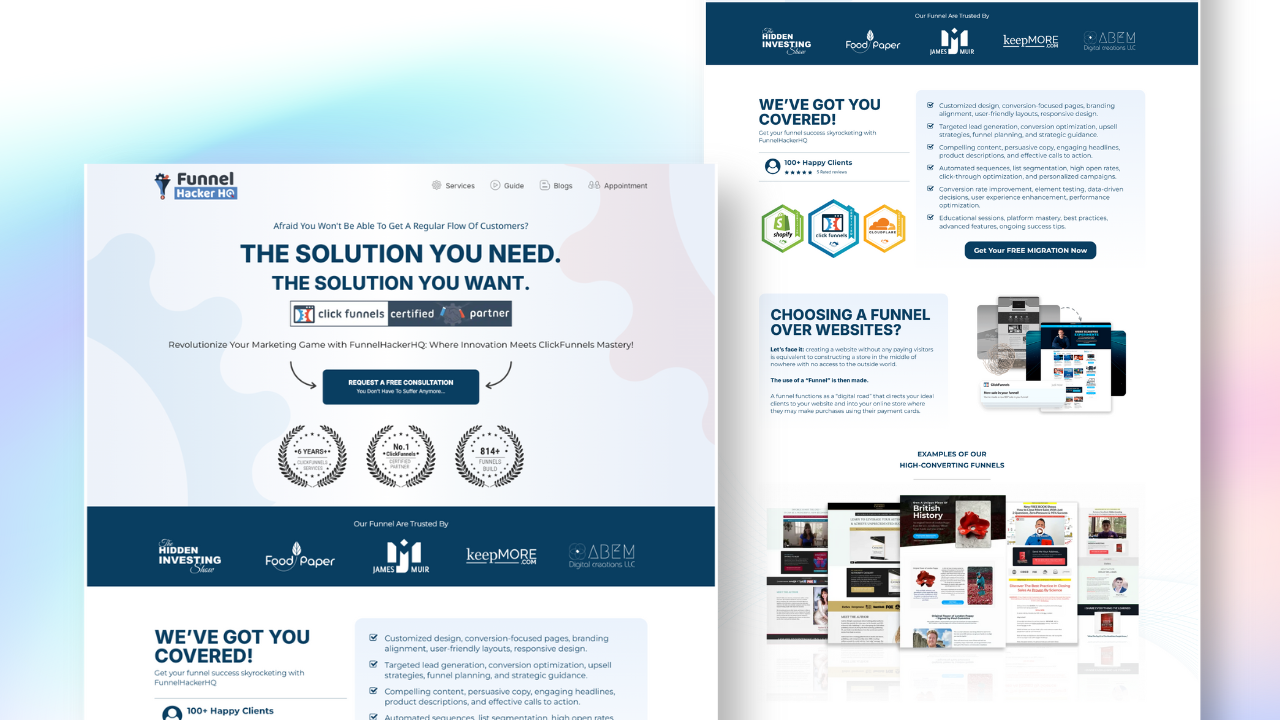 Funnel
Hacker HQ
Services
Guide
Blogs
Appointment
Afraid You Won't Be Able To Get A Regular Flow Of Customers?
THE SOLUTION YOU NEED.
THE SOLUTION YOU WANT.
click funnels certified partner
Revolutionize Your Marketing Game with FunnelHackerHQ: Where Innovation Meets ClickFunnels Mastery!
REQUEST A FREE CONSULTATION
You Don't Have To Suffer Anymore...
+6 YEARS++
CLICKFUNNELS
SERVICES
No.1
ClickFunnels
CERTIFIED
PARTNER
814+
FUNNELS
BUILD
Our Funnel Are Trusted By
The
HIDDEN
INVESTING
Show
Food Paper
JAMES MUIR
keepMORE
.COM
ABFM
Digital creations LLC
WE'VE GOT YOU
COVERED!
Get your funnel success skyrocketing with
FunnelHackerHQ
100+ Happy Clients
Customized design, conversion-focused pages, branding
alignment, user-friendly layouts, responsive design.
Targeted lead generation, conversion optimization, upsell
strategies, funnel planning, and strategic guidance.
Compelling content, persuasive copy, engaging headlines,
product descriptions, and effective calls to action.
Automated sequences, list segmentation, high open rates,
Our Funnel Are Trusted By
The
HIDDEN
INVESTING
Show
Food Paper
JAMES MUIR
keepMORE
.COM
ABFM
Digital creations LLC
WE'VE GOT YOU
COVERED!
Get your funnel success skyrocketing with
FunnelHackerHQ
100+ Happy Clients
reviews
shopify
click funnels
CLOUDFLARE
Customized design, conversion-focused pages, branding
alignment, user-friendly layouts, responsive design.
Targeted lead generation, conversion optimization, upsell
strategies, funnel planning, and strategic guidance.
Compelling content, persuasive copy, engaging headlines,
product descriptions, and effective calls to action.
Automated sequences, list segmentation, high open rates,
click-through optimization, and personalized campaigns.
Conversion rate improvement, element testing, data-driven
decisions, user experience enhancement, performance
optimization.
Educational sessions, platform mastery, best practices,
advanced features, ongoing success tips.
Get Your FREE MIGRATION Now
CHOOSING A FUNNEL
OVER WEBSITES?
Let's face it: creating a website without any paying visitors
is equivalent to constructing a store in the middle of
nowhere with no access to the outside world.
The use of a "Funnel" is then made.
A funnel functions as a "digital road" that directs your ideal
clients to your website and into your online store where
they may make purchases using their payment cards.
ClickFunnels
EXAMPLES OF OUR
HIGH-CONVERTING FUNNELS
British
History